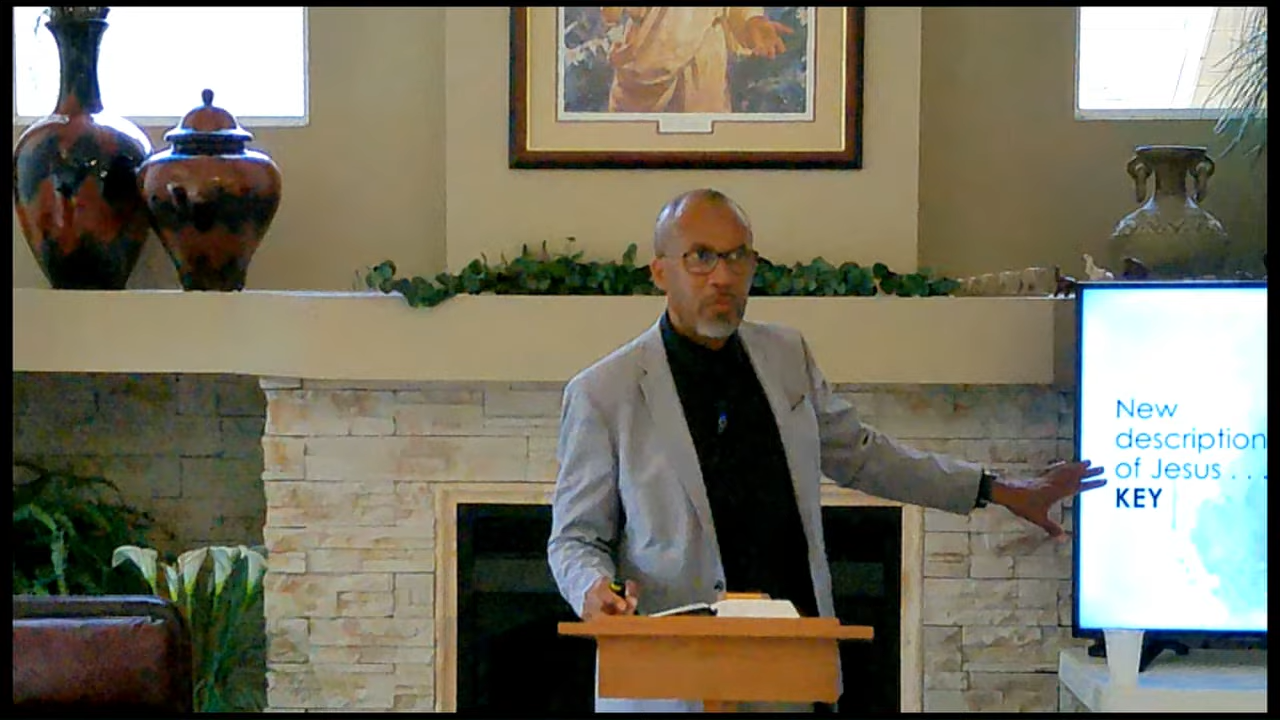 New
description
of Jesus . . .
KEY